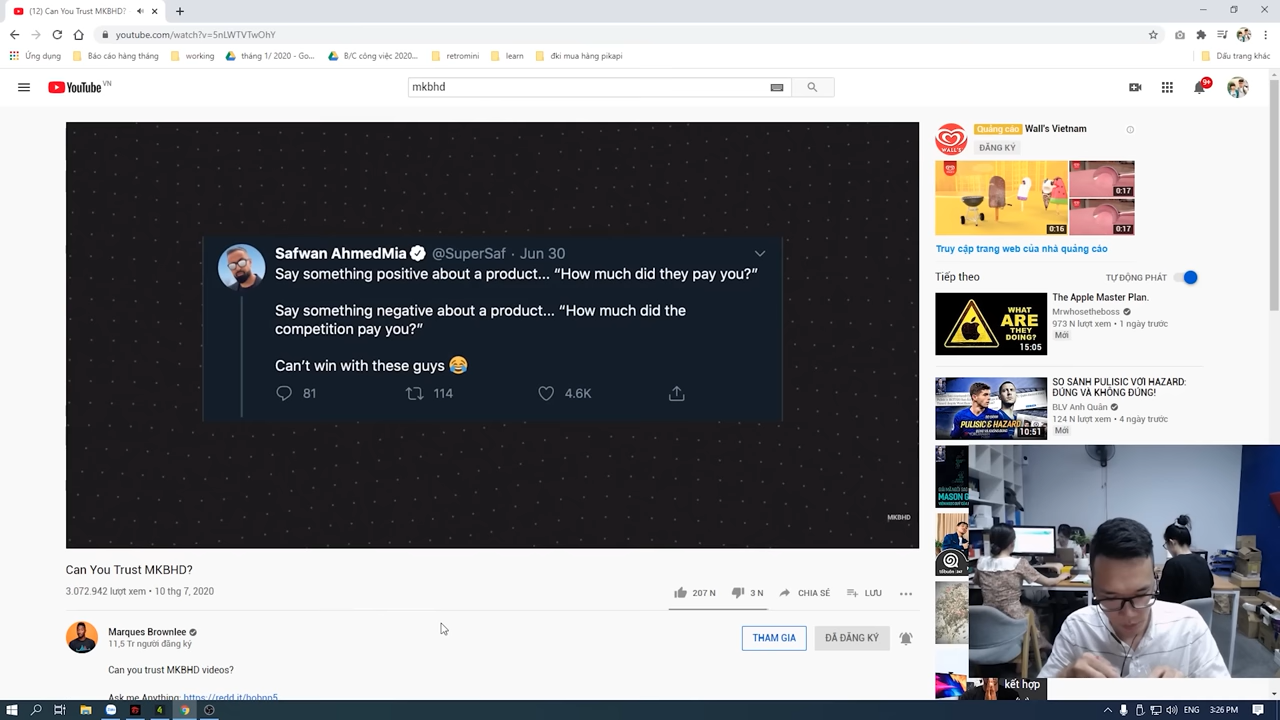 (12) Can You Trust MKBHD?
youtube.com/watch?v=5nLWTVTwOhY
Ứng dụng
Báo cáo hàng tháng
working
tháng 1/ 2020 - Go...
B/C công việc 2020...
retromini
learn
đki mua hàng pikapi
Dấu trang khác
YouTube VN
mkbhd
9+
Safwan AhmedMia @SuperSaf · Jun 30
Say something positive about a product... “How much did they pay you?”
Say something negative about a product... “How much did the
competition pay you?”
Can’t win with these guys 😂
81
114
4.6K
MKBHD
Can You Trust MKBHD?
3.072.942 lượt xem • 10 thg 7, 2020
207 N
3 N
CHIA SẺ
LƯU
Marques Brownlee
11,5 Tr người đăng ký
THAM GIA
ĐÃ ĐĂNG KÝ
Can you trust MKBHD videos?
Ask me Anything: https://redd.it/hobnn5
Quảng cáo Wall's Vietnam
ĐĂNG KÝ
WALL'S
0:16
0:17
0:17
Truy cập trang web của nhà quảng cáo
Tiếp theo
TỰ ĐỘNG PHÁT
WHAT
ARE
THEY
DOING?
15:05
The Apple Master Plan.
Mrwhosetheboss
973 N lượt xem • 1 ngày trước
Mới
PULISIC & HAZARD
10:51
SO SÁNH PULISIC VỚI HAZARD:
ĐÚNG VÀ KHÔNG ĐÚNG!
BLV Anh Quân
124 N lượt xem • 4 ngày trước
Mới
MASON
kết hợp
ENG
3:26 PM